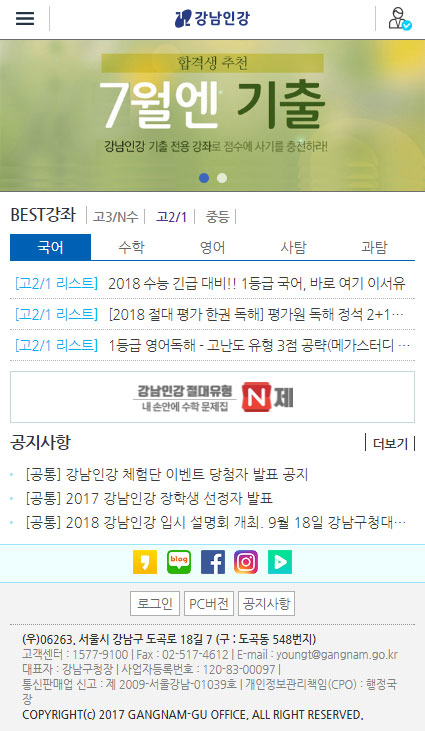 강남인강
합격생 추천
7월엔 기출
강남인강 기출 전용 강좌로 점수에 사기를 충전하라!
BEST강좌 고3/N수 고2/1 중등
국어 수학 영어 사탐 과탐
[고2/1 리스트] 2018 수능 긴급 대비!! 1등급 국어, 바로 여기 이서유
[고2/1 리스트] [2018 절대 평가 한권 독해] 평가원 독해 정석 2+1…
[고2/1 리스트] 1등급 영어독해 - 고난도 유형 3점 공략(메가스터디 …
강남인강 절대유형
내 손안에 수학 문제집
N제
공지사항 더보기
[공통] 강남인강 체험단 이벤트 당첨자 발표 공지
[공통] 2017 강남인강 장학생 선정자 발표
[공통] 2018 강남인강 입시 설명회 개최. 9월 18일 강남구청대…
blog
로그인 PC버전 공지사항
(우)06263. 서울시 강남구 도곡로 18길 7 (구 : 도곡동 548번지)
고객센터 : 1577-9100 | Fax : 02-517-4612 | E-mail : youngt@gangnam.go.kr
대표자 : 강남구청장 | 사업자등록번호 : 120-83-00097 |
통신판매업 신고 : 제 2009-서울강남-01039호 | 개인정보관리책임(CPO) : 행정국
장
COPYRIGHT(c) 2017 GANGNAM-GU OFFICE, ALL RIGHT RESERVED.